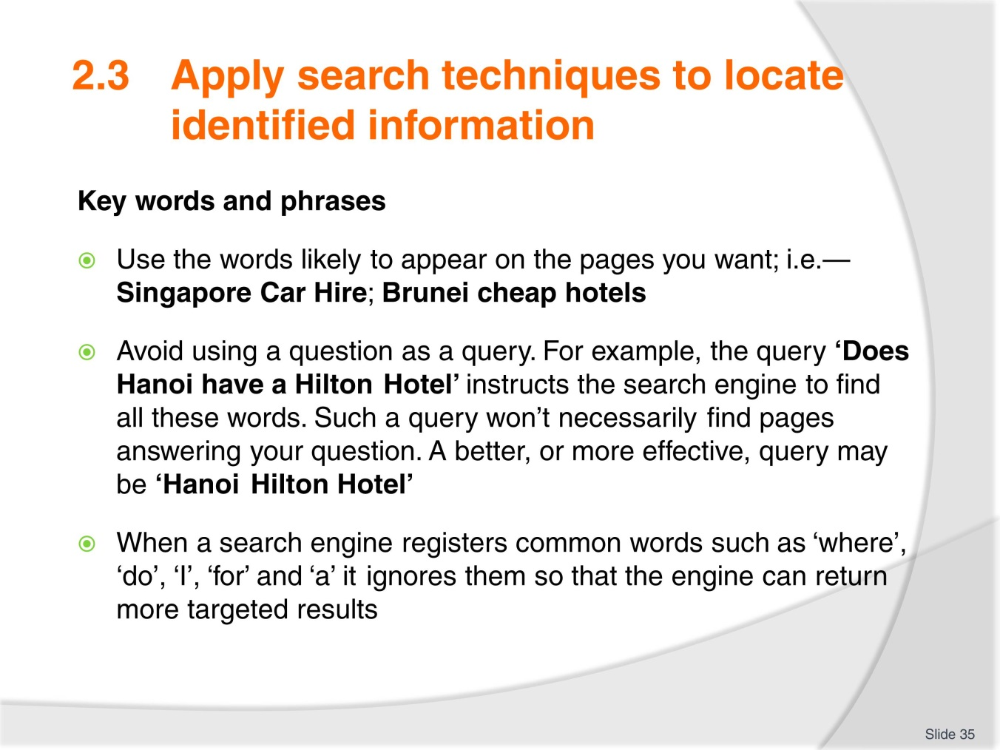 2.3 Apply search techniques to locate
identified information
Key words and phrases
Use the words likely to appear on the pages you want; i.e.—
Singapore Car Hire; Brunei cheap hotels
Avoid using a question as a query. For example, the query ‘Does
Hanoi have a Hilton Hotel’ instructs the search engine to find
all these words. Such a query won’t necessarily find pages
answering your question. A better, or more effective, query may
be ‘Hanoi Hilton Hotel’
When a search engine registers common words such as ‘where’,
‘do’, ‘I’, ‘for’ and ‘a’ it ignores them so that the engine can return
more targeted results
Slide 35